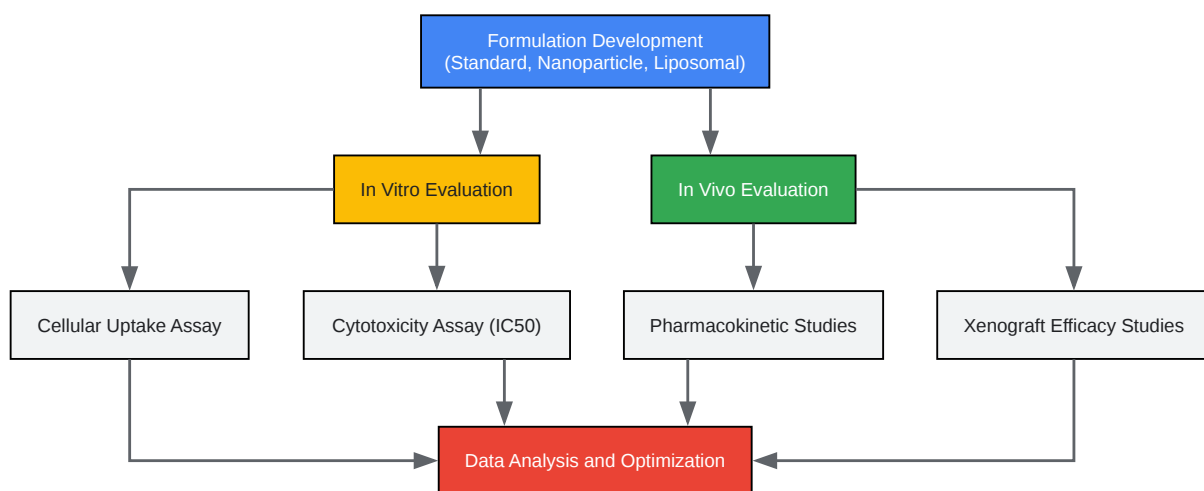 Formulation Development
(Standard, Nanoparticle, Liposomal)
In Vitro Evaluation
In Vivo Evaluation
Cellular Uptake Assay
Cytotoxicity Assay (IC50)
Pharmacokinetic Studies
Xenograft Efficacy Studies
Data Analysis and Optimization